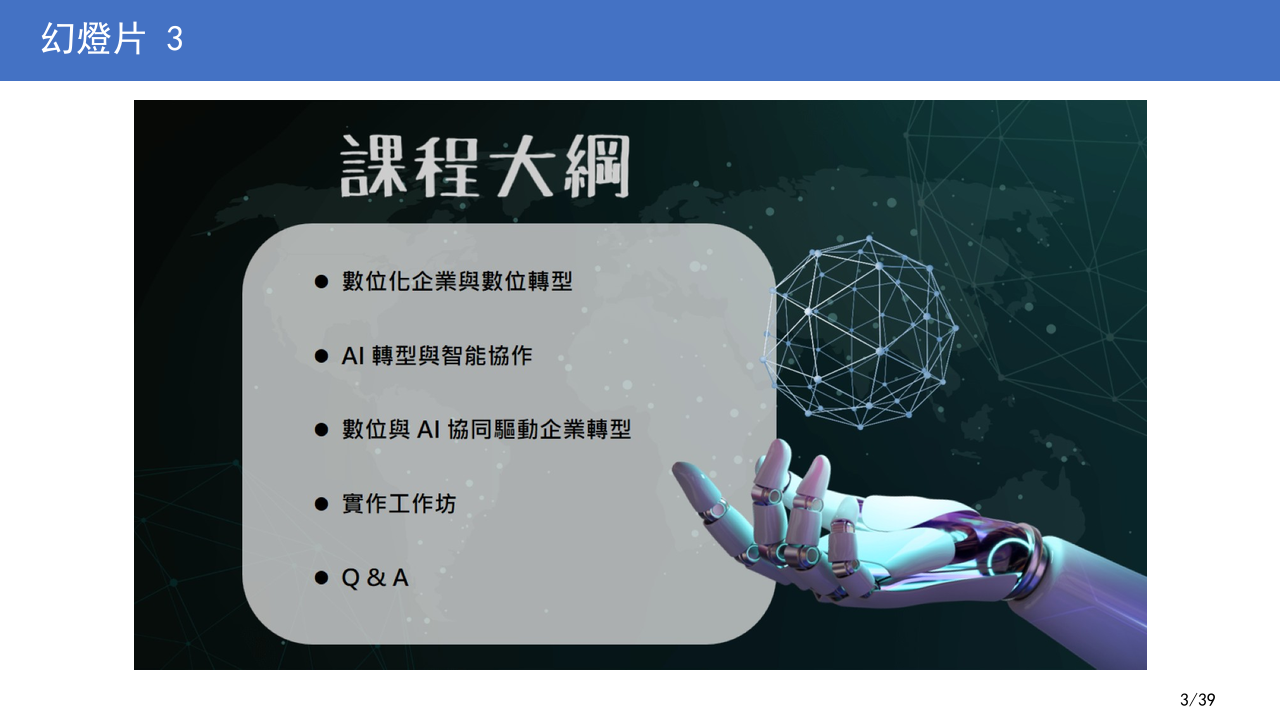 幻燈片 3
課程大綱
● 數位化企業與數位轉型
● AI 轉型與智能協作
● 數位與 AI 協同驅動企業轉型
● 實作工作坊
● Q & A
3/39